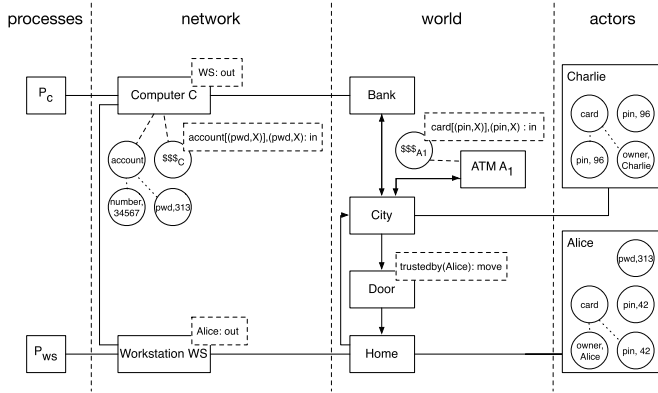 processes
network
world
actors
WS: out
P_C
Computer C
Bank
account[(pwd,X)],(pwd,X): in
account
$$$_C
number,
34567
pwd,313
card[(pin,X)],(pin,X) : in
$$$_A1
ATM A_1
City
trustedby(Alice): move
Door
Alice: out
P_WS
Workstation WS
Home
Charlie
card
pin, 96
pin, 96
owner,
Charlie
Alice
pwd,313
card
pin,42
owner,
Alice
pin, 42